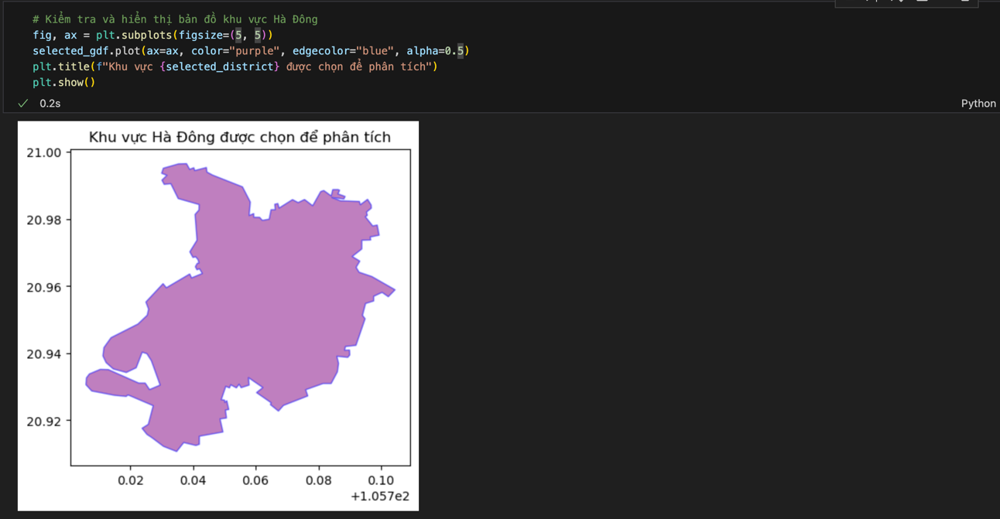 # Kiểm tra và hiển thị bản đồ khu vực Hà Đông
fig, ax = plt.subplots(figsize=(5, 5))
selected_gdf.plot(ax=ax, color="purple", edgecolor="blue", alpha=0.5)
plt.title(f"Khu vực {selected_district} được chọn để phân tích")
plt.show()
0.2s
Python
Khu vực Hà Đông được chọn để phân tích
21.00
20.98
20.96
20.94
20.92
0.02 0.04 0.06 0.08 0.10
+1.057e2